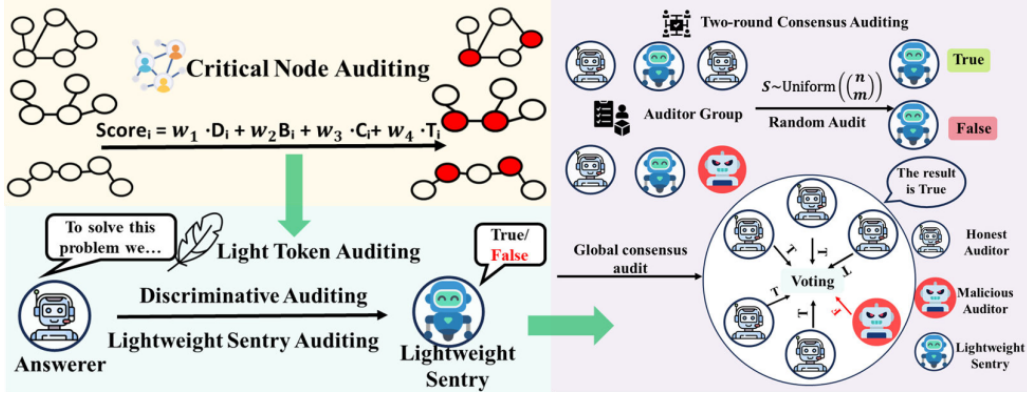 Critical Node Auditing
Scoreᵢ = w₁ ·Dᵢ + w₂ Bᵢ + w₃ ·Cᵢ+ w₄ ·Tᵢ
To solve this
problem we...
Light Token Auditing
True/
False
Discriminative Auditing
Lightweight Sentry Auditing
Answerer
Lightweight
Sentry
Two-round Consensus Auditing
Auditor Group
S~Uniform((n m))
Random Audit
True
False
The result
is True
Global consensus
audit
Voting
T
T
T
T
T
T
F
Honest
Auditor
Malicious
Auditor
Lightweight
Sentry